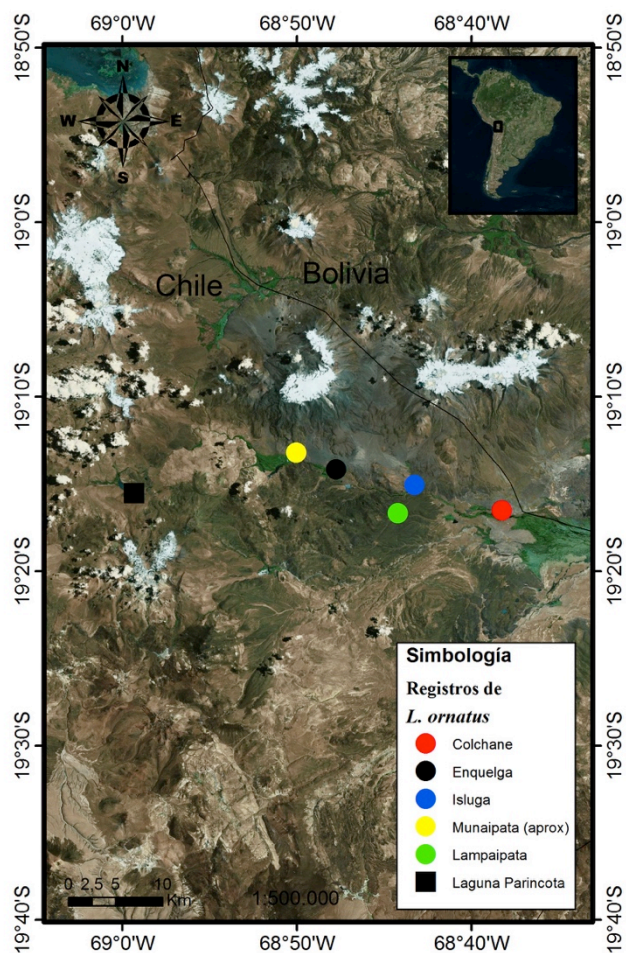 69°0'W 68°50'W 68°40'W
18°50'S 18°50'S
N
W E
S
19°0'S 19°0'S
Chile Bolivia
19°10'S 19°10'S
19°20'S 19°20'S
Simbología
Registros de
L. ornatus
19°30'S 19°30'S
Colchane
Enquelga
Isluga
Munaipata (aprox)
Lampaipata
Laguna Parincota
0 2,5 5 10
Km
1:500.000
19°40'S 19°40'S
69°0'W 68°50'W 68°40'W